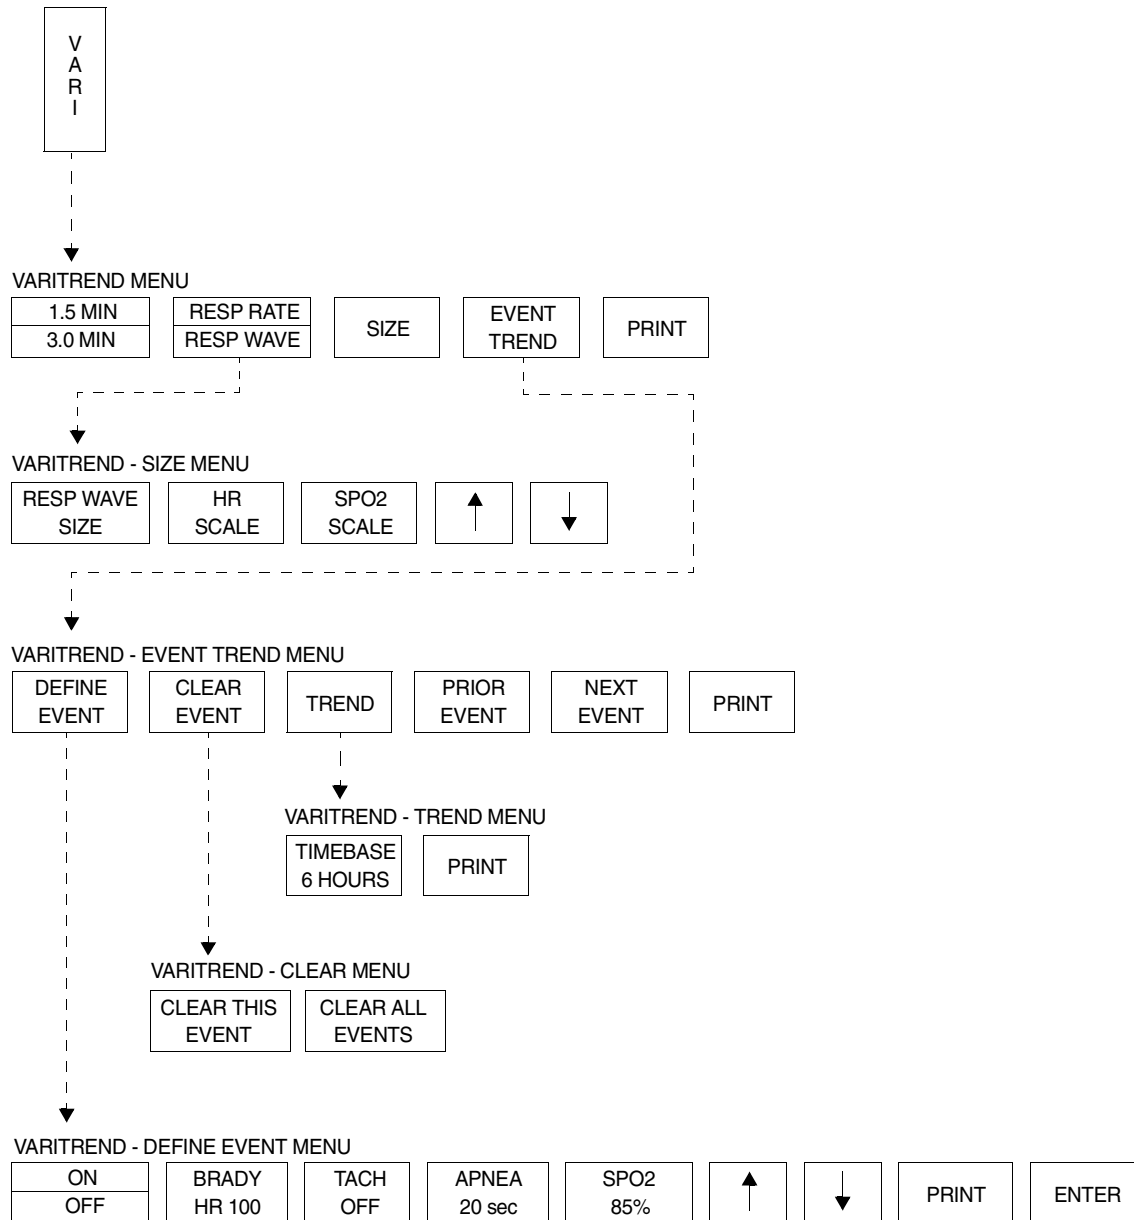 V
A
R
I
VARITREND MENU
1.5 MIN
3.0 MIN
RESP RATE
RESP WAVE
SIZE
EVENT
TREND
PRINT
VARITREND - SIZE MENU
RESP WAVE
SIZE
HR
SCALE
SPO2
SCALE
VARITREND - EVENT TREND MENU
DEFINE
EVENT
CLEAR
EVENT
TREND
PRIOR
EVENT
NEXT
EVENT
PRINT
VARITREND - TREND MENU
TIMEBASE
6 HOURS
PRINT
VARITREND - CLEAR MENU
CLEAR THIS
EVENT
CLEAR ALL
EVENTS
VARITREND - DEFINE EVENT MENU
ON
OFF
BRADY
HR 100
TACH
OFF
APNEA
20 sec
SPO2
85%
PRINT
ENTER